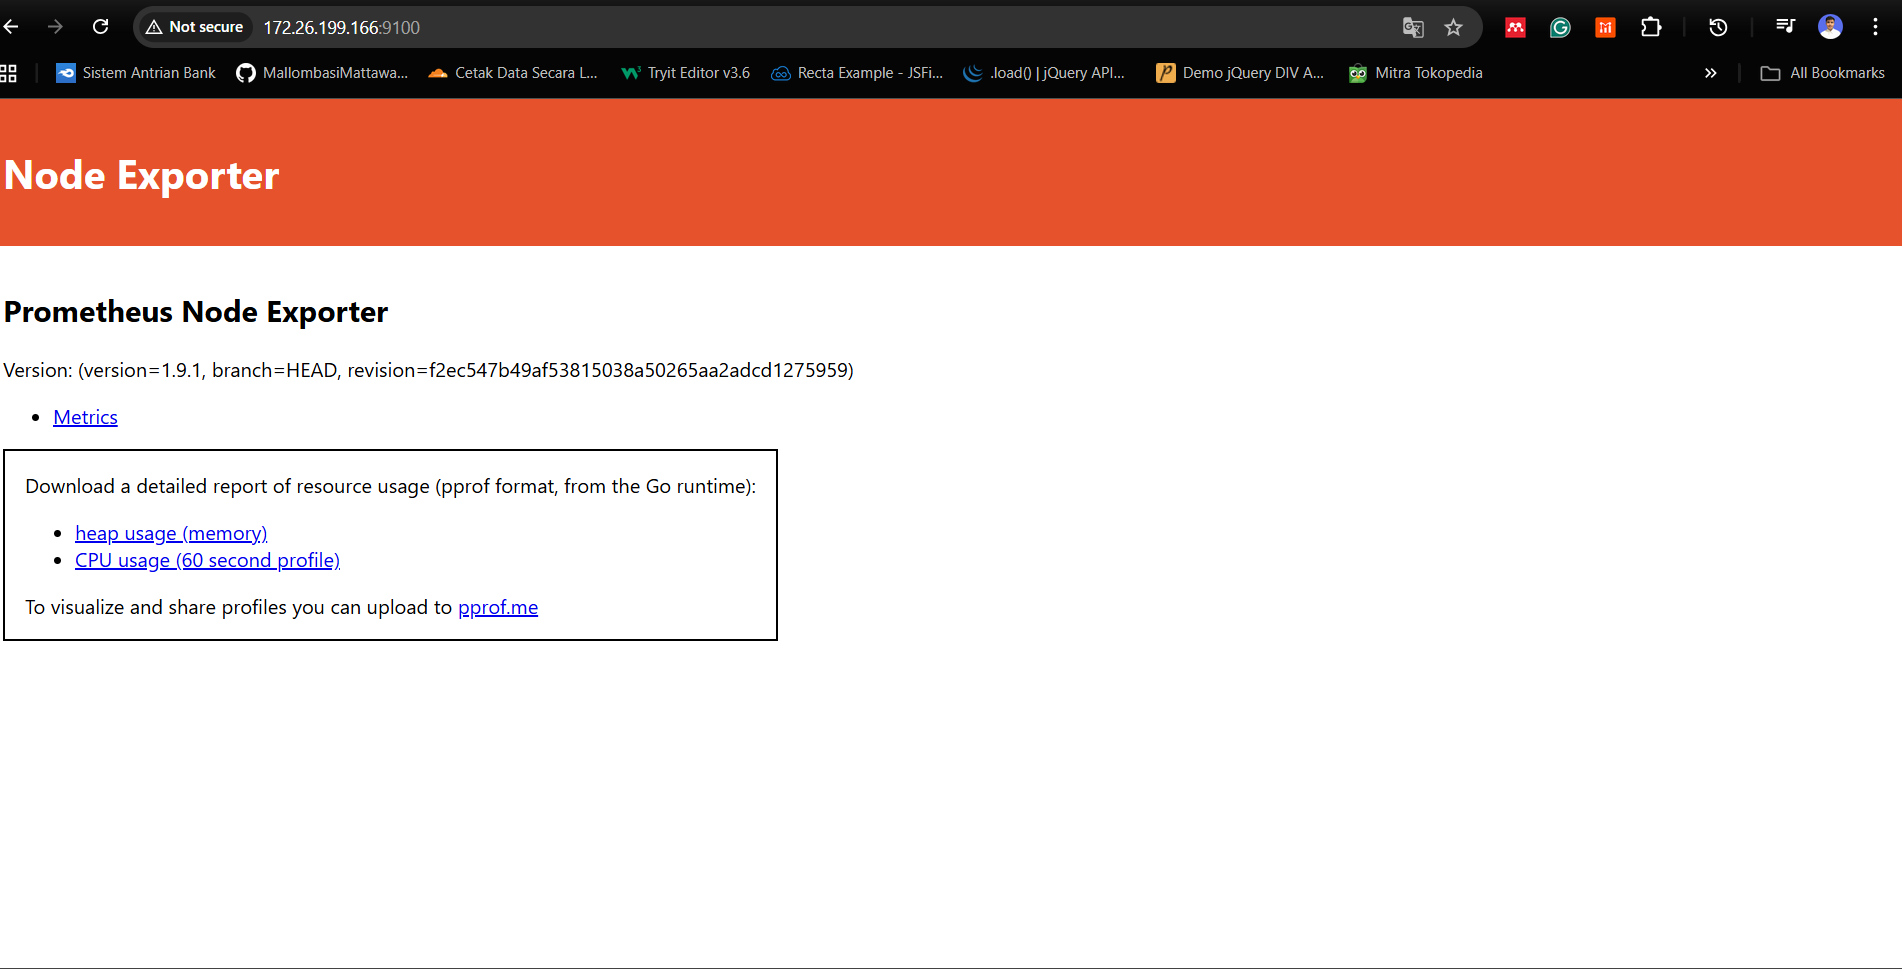 Not secure 172.26.199.166:9100
Sistem Antrian Bank MallombasiMattawa... Cetak Data Secara L... Tryit Editor v3.6 Recta Example - JSFi... .load() | jQuery API... Demo jQuery DIV A... Mitra Tokopedia All Bookmarks
Node Exporter
Prometheus Node Exporter
Version: (version=1.9.1, branch=HEAD, revision=f2ec547b49af53815038a50265aa2adcd1275959)
Metrics
Download a detailed report of resource usage (pprof format, from the Go runtime):
heap usage (memory)
CPU usage (60 second profile)
To visualize and share profiles you can upload to pprof.me